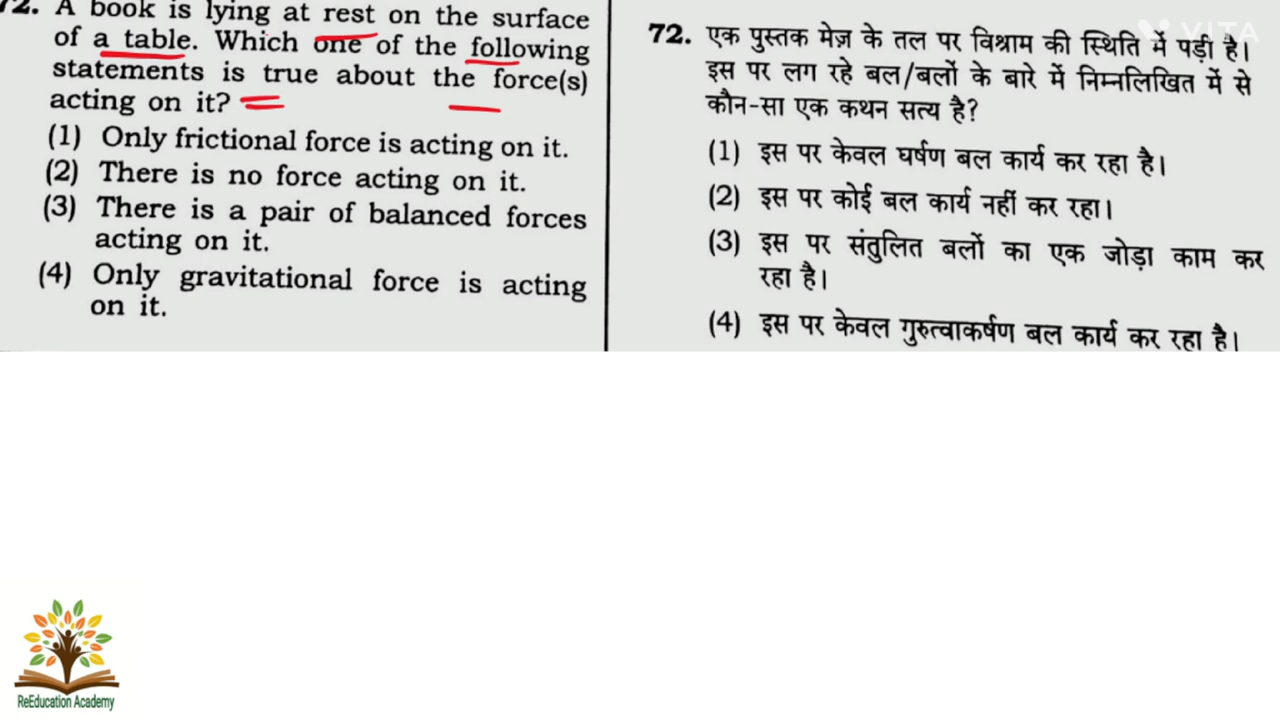 72. A book is lying at rest on the surface
of a table. Which one of the following
statements is true about the force(s)
acting on it?
(1) Only frictional force is acting on it.
(2) There is no force acting on it.
(3) There is a pair of balanced forces
acting on it.
(4) Only gravitational force is acting
on it.
72. एक पुस्तक मेज़ के तल पर विश्राम की स्थिति में पड़ी है।
इस पर लग रहे बल/बलों के बारे में निम्नलिखित में से
कौन-सा एक कथन सत्य है?
(1) इस पर केवल घर्षण बल कार्य कर रहा है।
(2) इस पर कोई बल कार्य नहीं कर रहा।
(3) इस पर संतुलित बलों का एक जोड़ा काम कर
रहा है।
(4) इस पर केवल गुरुत्वाकर्षण बल कार्य कर रहा है।
VITA
ReEducation Academy